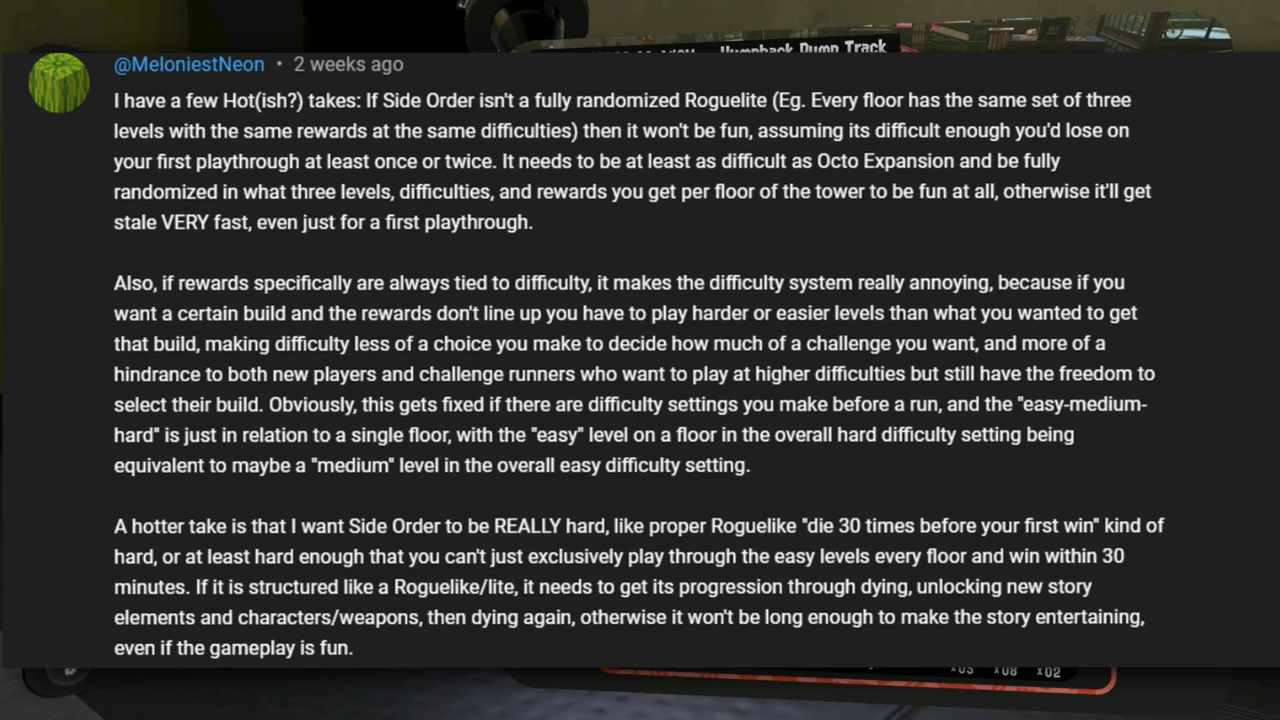 Humpback Pump Track
@MeloniestNeon • 2 weeks ago
I have a few Hot(ish?) takes: If Side Order isn't a fully randomized Roguelite (Eg. Every floor has the same set of three
levels with the same rewards at the same difficulties) then it won't be fun, assuming its difficult enough you'd lose on
your first playthrough at least once or twice. It needs to be at least as difficult as Octo Expansion and be fully
randomized in what three levels, difficulties, and rewards you get per floor of the tower to be fun at all, otherwise it'll get
stale VERY fast, even just for a first playthrough.
Also, if rewards specifically are always tied to difficulty, it makes the difficulty system really annoying, because if you
want a certain build and the rewards don't line up you have to play harder or easier levels than what you wanted to get
that build, making difficulty less of a choice you make to decide how much of a challenge you want, and more of a
hindrance to both new players and challenge runners who want to play at higher difficulties but still have the freedom to
select their build. Obviously, this gets fixed if there are difficulty settings you make before a run, and the "easy-medium-
hard" is just in relation to a single floor, with the "easy" level on a floor in the overall hard difficulty setting being
equivalent to maybe a "medium" level in the overall easy difficulty setting.
A hotter take is that I want Side Order to be REALLY hard, like proper Roguelike "die 30 times before your first win" kind of
hard, or at least hard enough that you can't just exclusively play through the easy levels every floor and win within 30
minutes. If it is structured like a Roguelike/lite, it needs to get its progression through dying, unlocking new story
elements and characters/weapons, then dying again, otherwise it won't be long enough to make the story entertaining,
even if the gameplay is fun.
x03 x08 x02